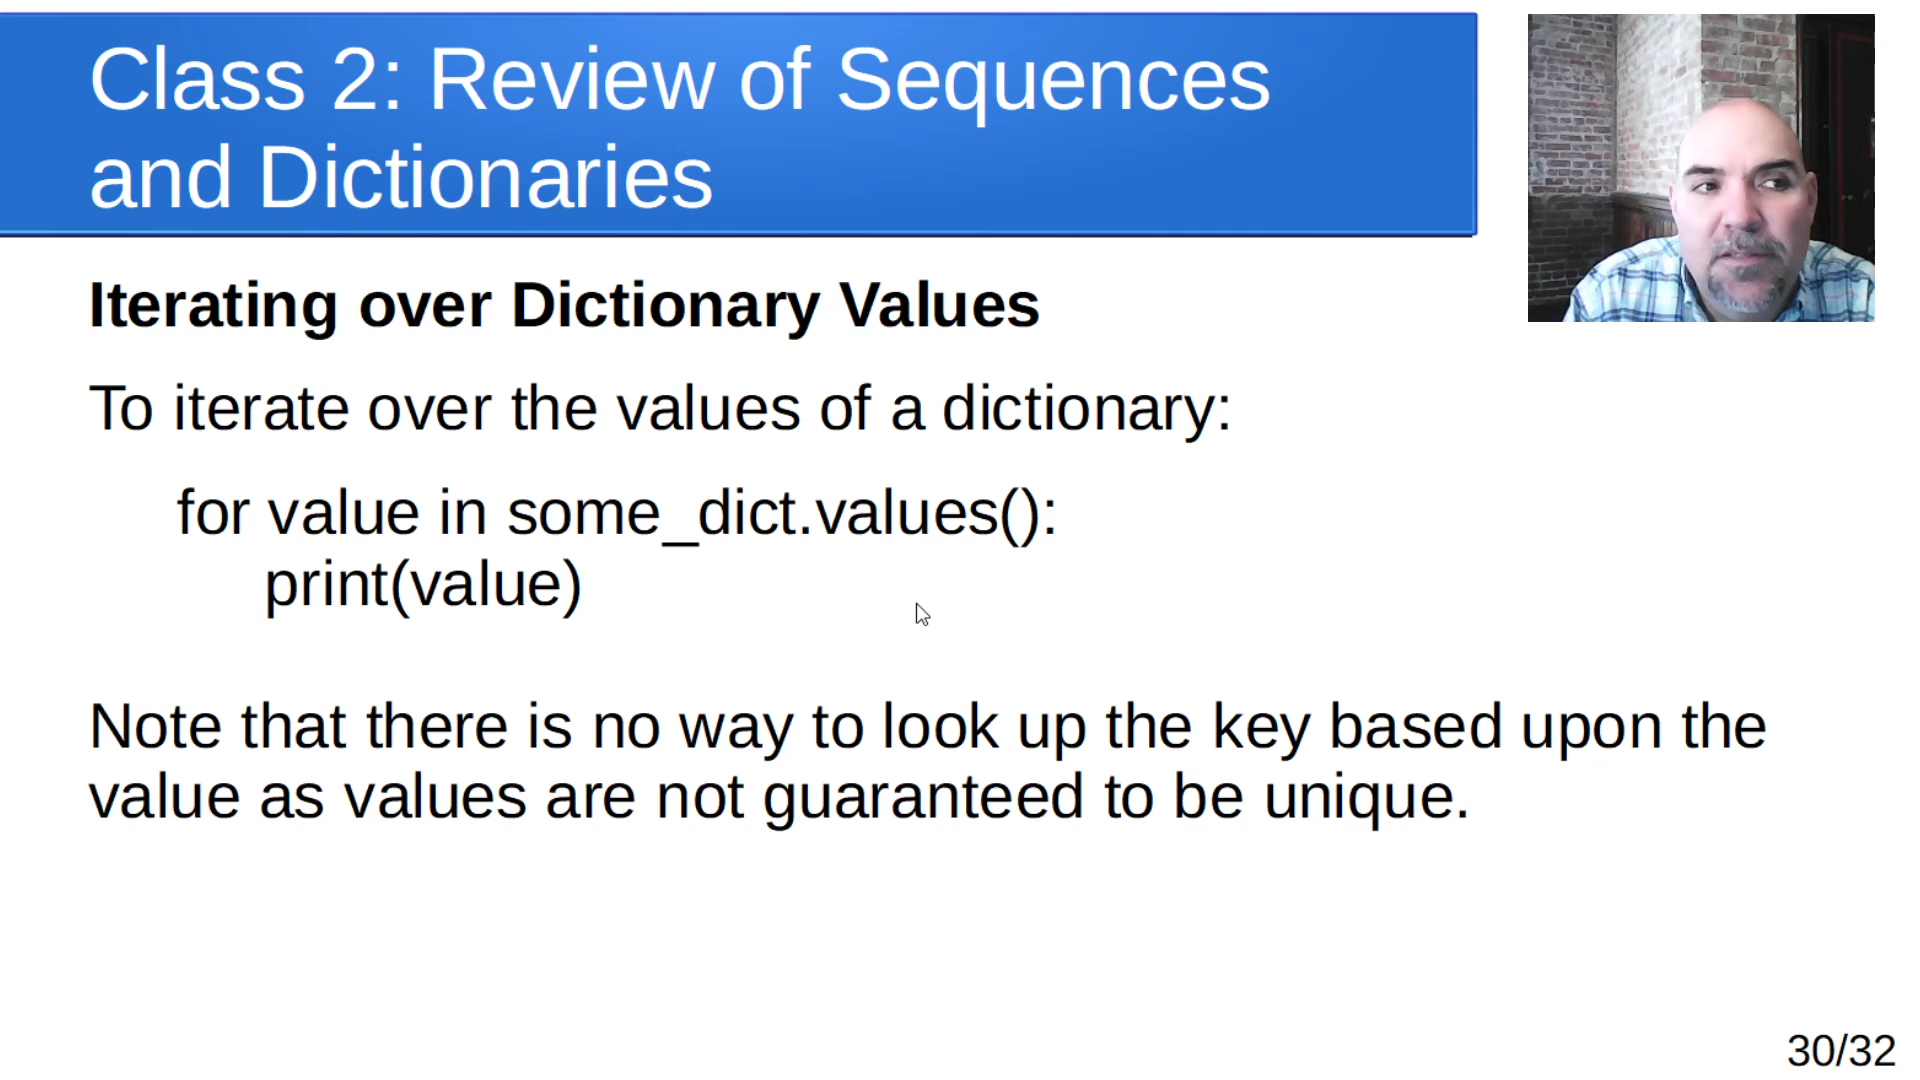 Class 2: Review of Sequences
and Dictionaries
Iterating over Dictionary Values
To iterate over the values of a dictionary:
for value in some_dict.values():
print(value)
Note that there is no way to look up the key based upon the
value as values are not guaranteed to be unique.
30/32